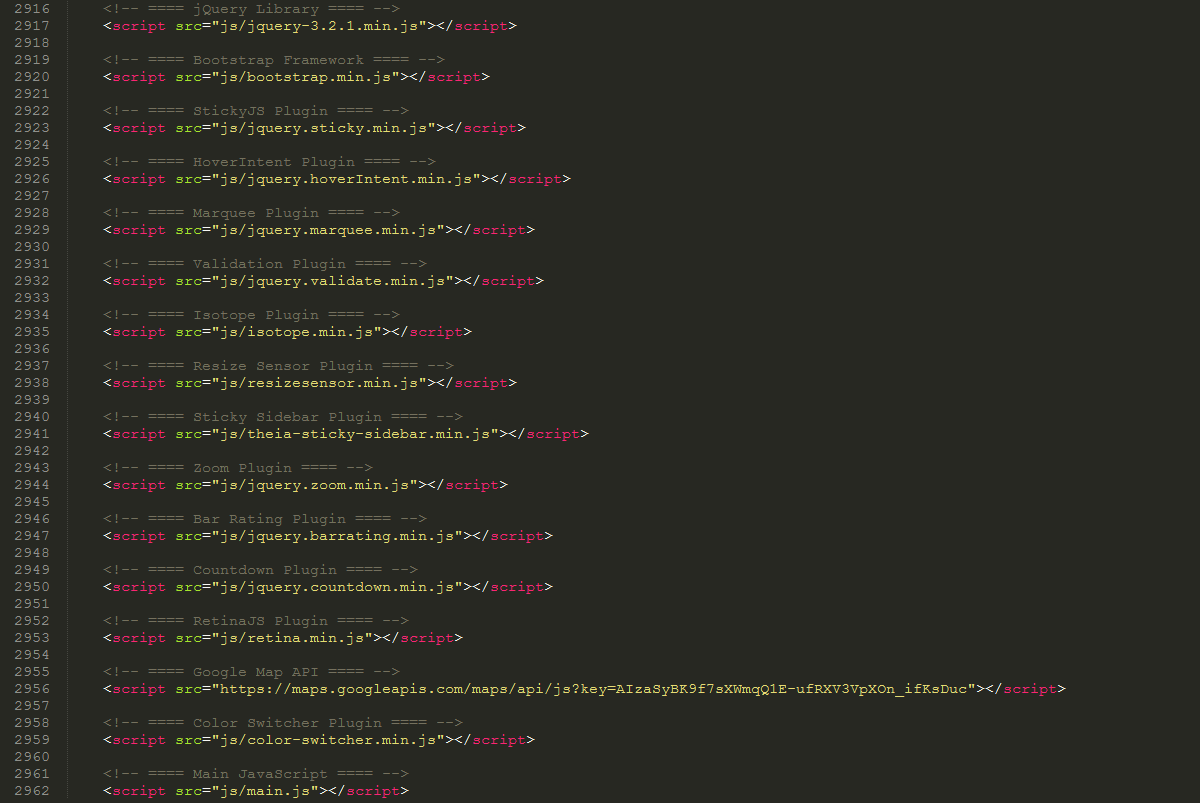 2916 <!-- ==== jQuery Library ==== -->
2917 <script src="js/jquery-3.2.1.min.js"></script>
2918
2919 <!-- ==== Bootstrap Framework ==== -->
2920 <script src="js/bootstrap.min.js"></script>
2921
2922 <!-- ==== StickyJS Plugin ==== -->
2923 <script src="js/jquery.sticky.min.js"></script>
2924
2925 <!-- ==== HoverIntent Plugin ==== -->
2926 <script src="js/jquery.hoverIntent.min.js"></script>
2927
2928 <!-- ==== Marquee Plugin ==== -->
2929 <script src="js/jquery.marquee.min.js"></script>
2930
2931 <!-- ==== Validation Plugin ==== -->
2932 <script src="js/jquery.validate.min.js"></script>
2933
2934 <!-- ==== Isotope Plugin ==== -->
2935 <script src="js/isotope.min.js"></script>
2936
2937 <!-- ==== Resize Sensor Plugin ==== -->
2938 <script src="js/resizesensor.min.js"></script>
2939
2940 <!-- ==== Sticky Sidebar Plugin ==== -->
2941 <script src="js/theia-sticky-sidebar.min.js"></script>
2942
2943 <!-- ==== Zoom Plugin ==== -->
2944 <script src="js/jquery.zoom.min.js"></script>
2945
2946 <!-- ==== Bar Rating Plugin ==== -->
2947 <script src="js/jquery.barrating.min.js"></script>
2948
2949 <!-- ==== Countdown Plugin ==== -->
2950 <script src="js/jquery.countdown.min.js"></script>
2951
2952 <!-- ==== RetinaJS Plugin ==== -->
2953 <script src="js/retina.min.js"></script>
2954
2955 <!-- ==== Google Map API ==== -->
2956 <script src="https://maps.googleapis.com/maps/api/js?key=AIzaSyBK9f7sXWmqQ1E-ufRXV3VpXOn_ifKsDuc"></script>
2957
2958 <!-- ==== Color Switcher Plugin ==== -->
2959 <script src="js/color-switcher.min.js"></script>
2960
2961 <!-- ==== Main JavaScript ==== -->
2962 <script src="js/main.js"></script>